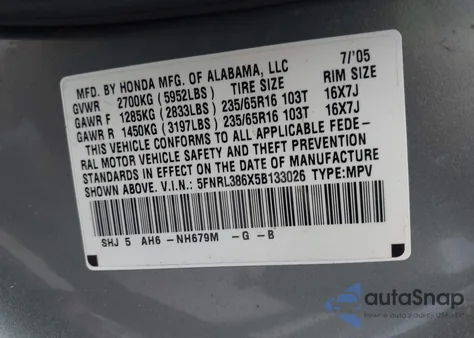 MFD. BY HONDA MFG. OF ALABAMA, LLC 7/'05
GVWR 2700KG (5952LBS) TIRE SIZE RIM SIZE
GAWR F 1285KG (2833LBS) 235/65R16 103T 16X7J
GAWR R 1450KG (3197LBS) 235/65R16 103T 16X7J
THIS VEHICLE CONFORMS TO ALL APPLICABLE FEDE-
RAL MOTOR VEHICLE SAFETY AND THEFT PREVENTION
STANDARDS IN EFFECT ON THE DATE OF MANUFACTURE
SHOWN ABOVE. V.I.N.: 5FNRL386X5B133026 TYPE:MPV
SHJ 5 AH6 -NH679M -G -B
autoSnap